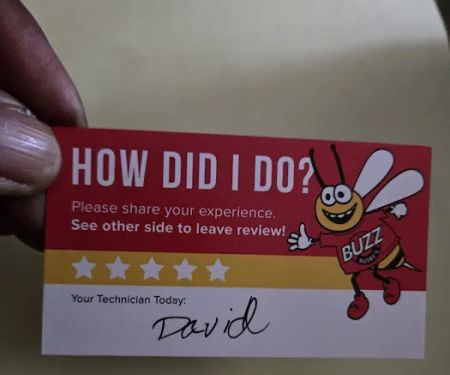 HOW DID I DO?
Please share your experience.
See other side to leave review!
BUZZ
Your Technician Today:
David